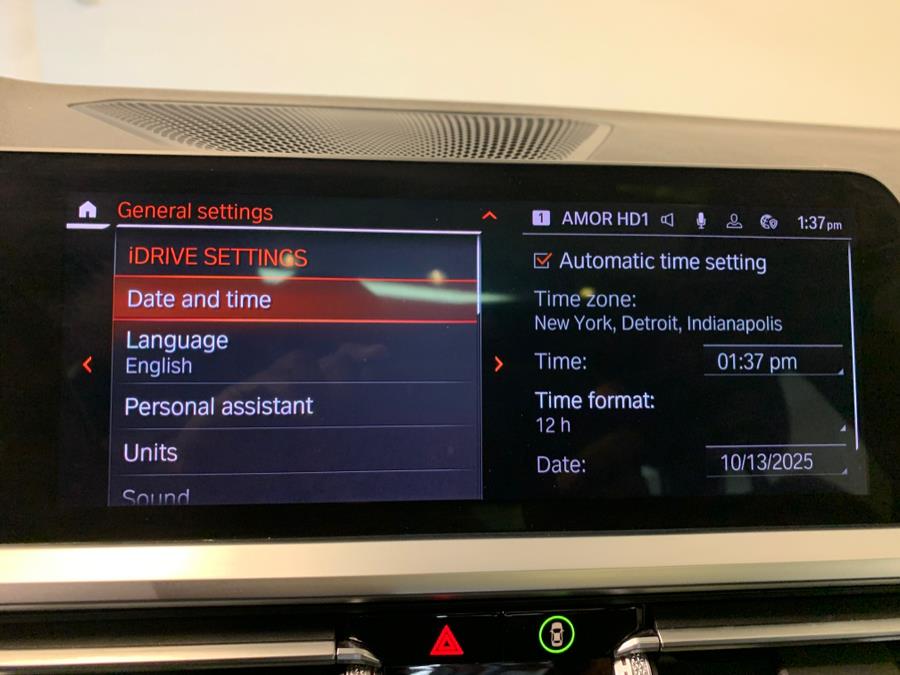 General settings
1 AMOR HD1 1:37pm
iDRIVE SETTINGS
Date and time
Language
English
Personal assistant
Units
Sound
Automatic time setting
Time zone:
New York, Detroit, Indianapolis
Time: 01:37 pm
Time format:
12 h
Date: 10/13/2025